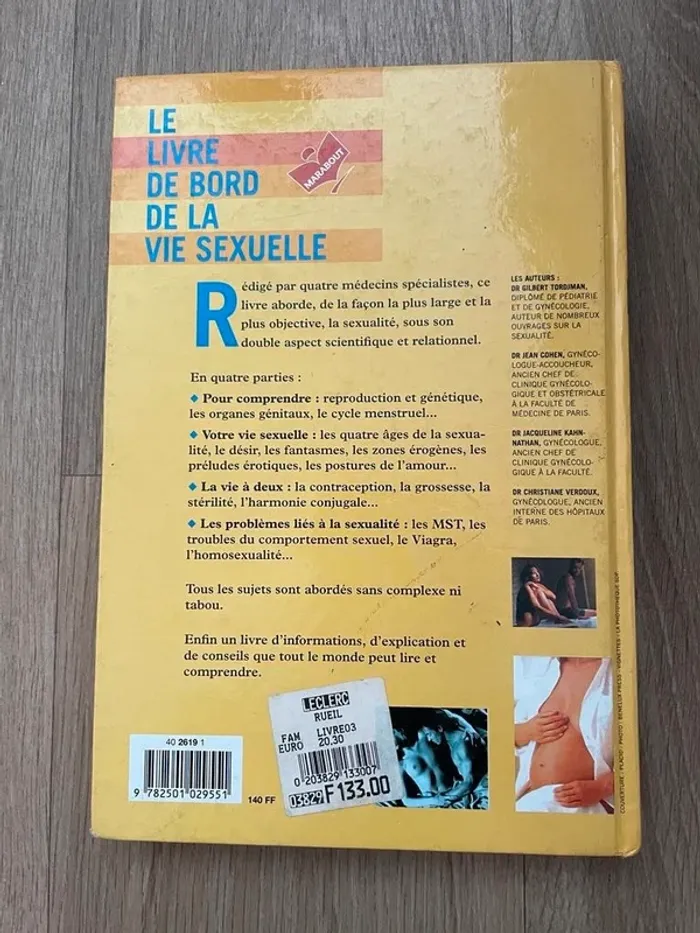 LE
LIVRE
DE BORD
DE LA
VIE SEXUELLE
MARABOUT
Rédigé par quatre médecins spécialistes, ce
livre aborde, de la façon la plus large et la
plus objective, la sexualité, sous son
double aspect scientifique et relationnel.
En quatre parties :
◆ Pour comprendre : reproduction et génétique,
les organes génitaux, le cycle menstruel...
◆ Votre vie sexuelle : les quatre âges de la sexua-
lité, le désir, les fantasmes, les zones érogènes, les
préludes érotiques, les postures de l'amour...
◆ La vie à deux : la contraception, la grossesse, la
stérilité, l'harmonie conjugale...
◆ Les problèmes liés à la sexualité : les MST, les
troubles du comportement sexuel, le Viagra,
l'homosexualité...
Tous les sujets sont abordés sans complexe ni
tabou.
Enfin un livre d'informations, d'explication et
de conseils que tout le monde peut lire et
comprendre.
LES AUTEURS :
DR GILBERT TORDJMAN,
DIPLÔMÉ DE PÉDIATRIE
ET DE GYNÉCOLOGIE,
AUTEUR DE NOMBREUX
OUVRAGES SUR LA
SEXUALITÉ.
DR JEAN COHEN, GYNÉCO-
LOGUE-ACCOUCHEUR,
ANCIEN CHEF DE
CLINIQUE GYNÉCOLO-
GIQUE ET OBSTÉTRICALE
À LA FACULTÉ DE
MÉDECINE DE PARIS.
DR JACQUELINE KAHN-
NATHAN, GYNÉCOLOGUE,
ANCIEN CHEF DE
CLINIQUE GYNÉCOLO-
GIQUE À LA FACULTÉ.
DR CHRISTIANE VERDOUX,
GYNÉCOLOGUE, ANCIEN
INTERNE DES HÔPITAUX
DE PARIS.
COUVERTURE : PLACID - PHOTO : BENELUX PRESS - VIGNETTES : LA PHOTOTHÈQUE SDP
40 2619 1
9 782501 029551
140 FF
LECLERC
RUEIL
FAM LIVRE03
EURO 20.30
0 203829 133007
03829 F133.00